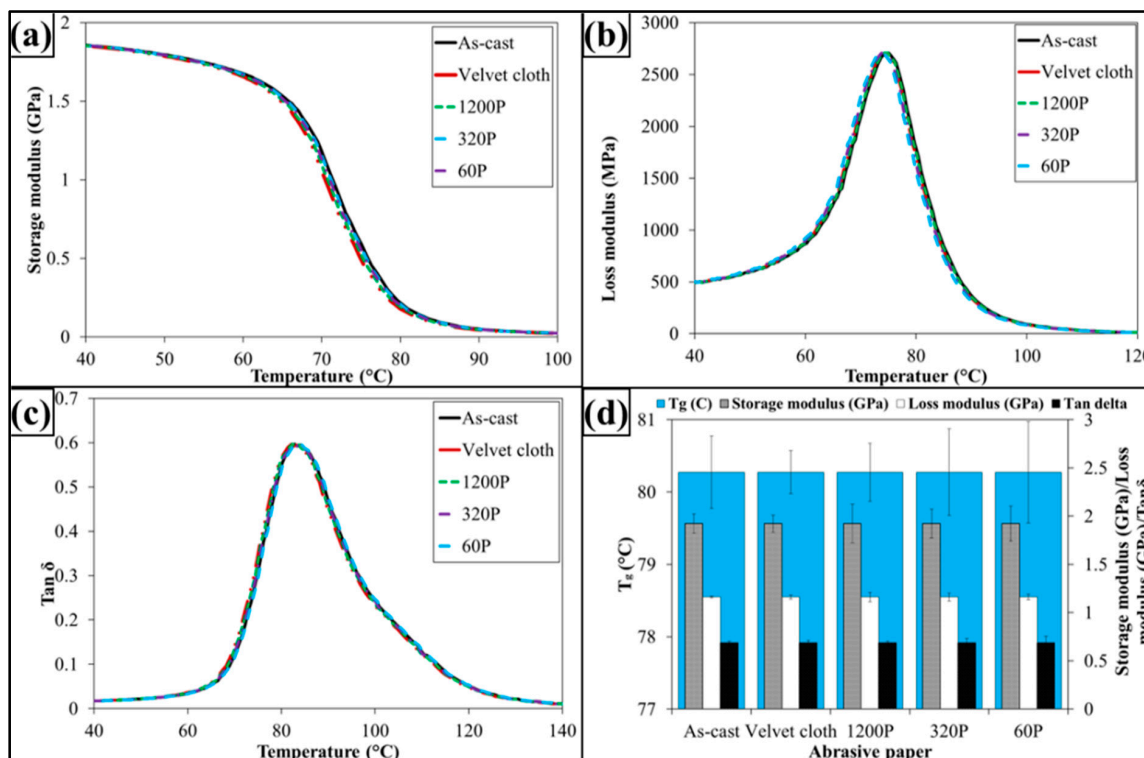 (a)
2
1.5
1
0.5
0
Storage modulus (GPa)
As-cast
Velvet cloth
1200P
320P
60P
40 50 60 70 80 90 100
Temperature (°C)
(b)
3000
2500
2000
1500
1000
500
0
Loss modulus (MPa)
As-cast
Velvet cloth
1200P
320P
60P
40 60 80 100 120
Temperatuer (°C)
(c)
0.6
0.5
0.4
0.3
0.2
0.1
0
Tan δ
As-cast
Velvet cloth
1200P
320P
60P
40 60 80 100 120 140
Temperature (°C)
(d)
Tg (C) Storage modulus (GPa) Loss modulus (GPa) Tan delta
81
80
79
78
77
Tg (°C)
3
2.5
2
1.5
1
0.5
0
Storage modulus (GPa)/Loss
modulus (GPa)/Tan δ
As-cast Velvet cloth 1200P 320P 60P
Abrasive paper